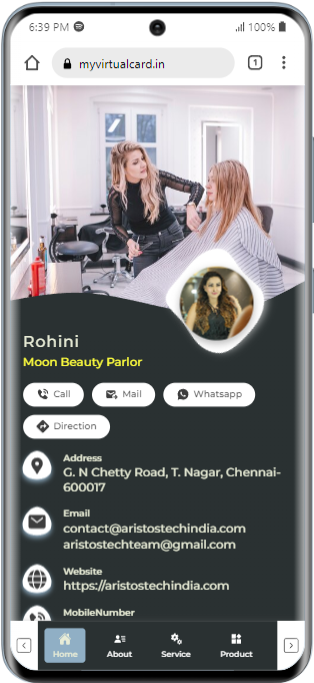 6:39 PM
100%
myvirtualcard.in
1
Rohini
Moon Beauty Parlor
Call
Mail
Whatsapp
Direction
Address
G. N Chetty Road, T. Nagar, Chennai-
600017
Email
contact@aristostechindia.com
aristostechteam@gmail.com
Website
https://aristostechindia.com
MobileNumber
Home
About
Service
Product